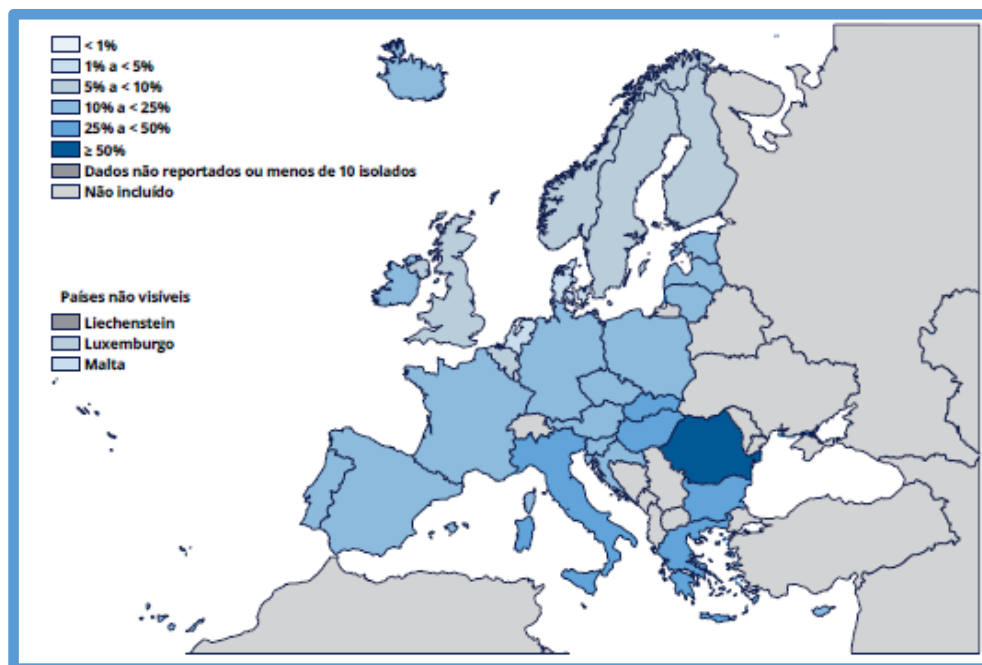 < 1%
1% a < 5%
5% a < 10%
10% a < 25%
25% a < 50%
≥ 50%
Dados não reportados ou menos de 10 isolados
Não incluído
Países não visíveis
Liechenstein
Luxemburgo
Malta